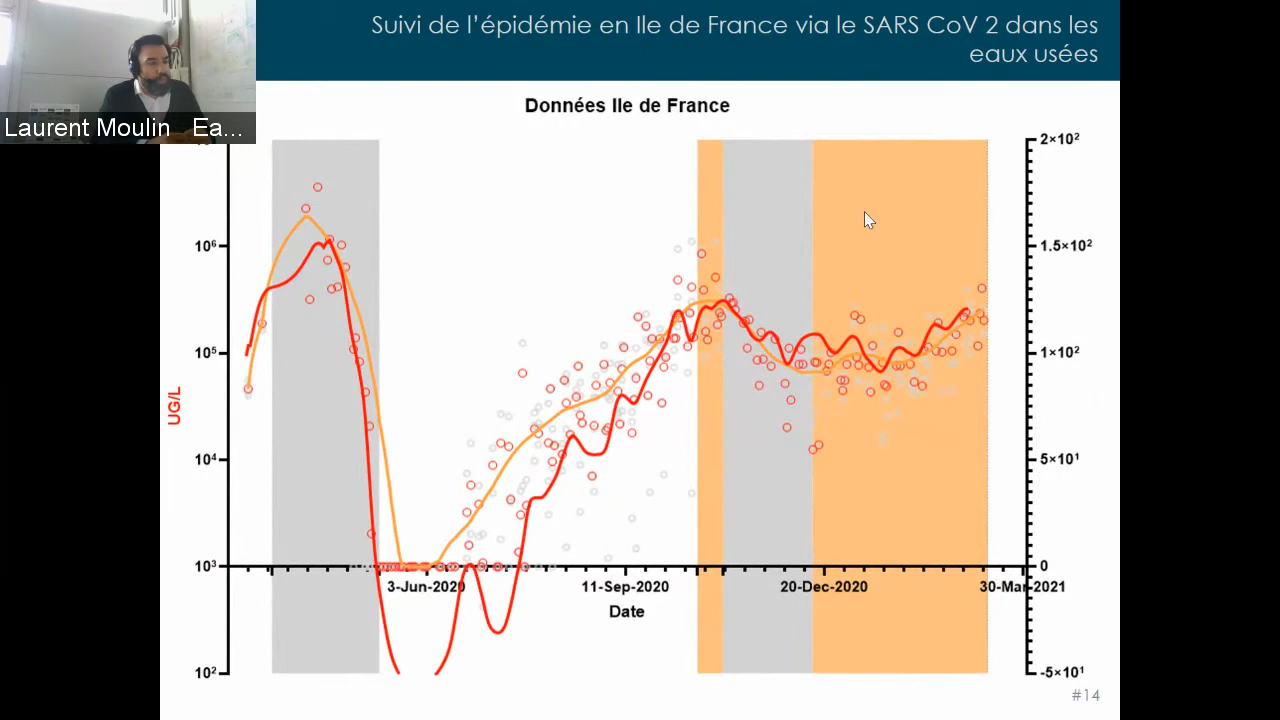 Suivi de l'épidémie en Ile de France via le SARS CoV 2 dans les
eaux usées
Laurent Moulin Ea...
Données Ile de France
2×10²
10⁶
1.5×10²
10⁵
1×10²
UG/L
10⁴
5×10¹
10³
0
3-Jun-2020
11-Sep-2020
20-Dec-2020
30-Mar-2021
Date
10²
-5×10¹
#14